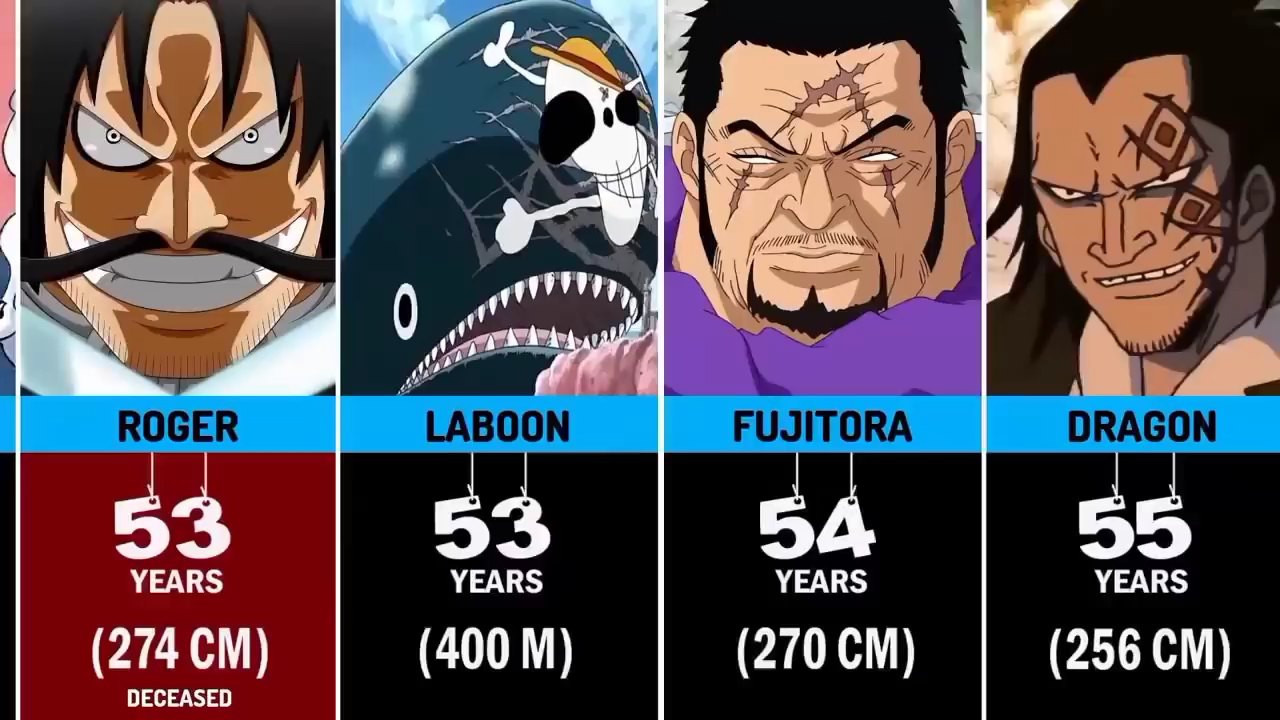 ROGER
53
YEARS
(274 CM)
DECEASED
LABOON
53
YEARS
(400 M)
FUJITORA
54
YEARS
(270 CM)
DRAGON
55
YEARS
(256 CM)